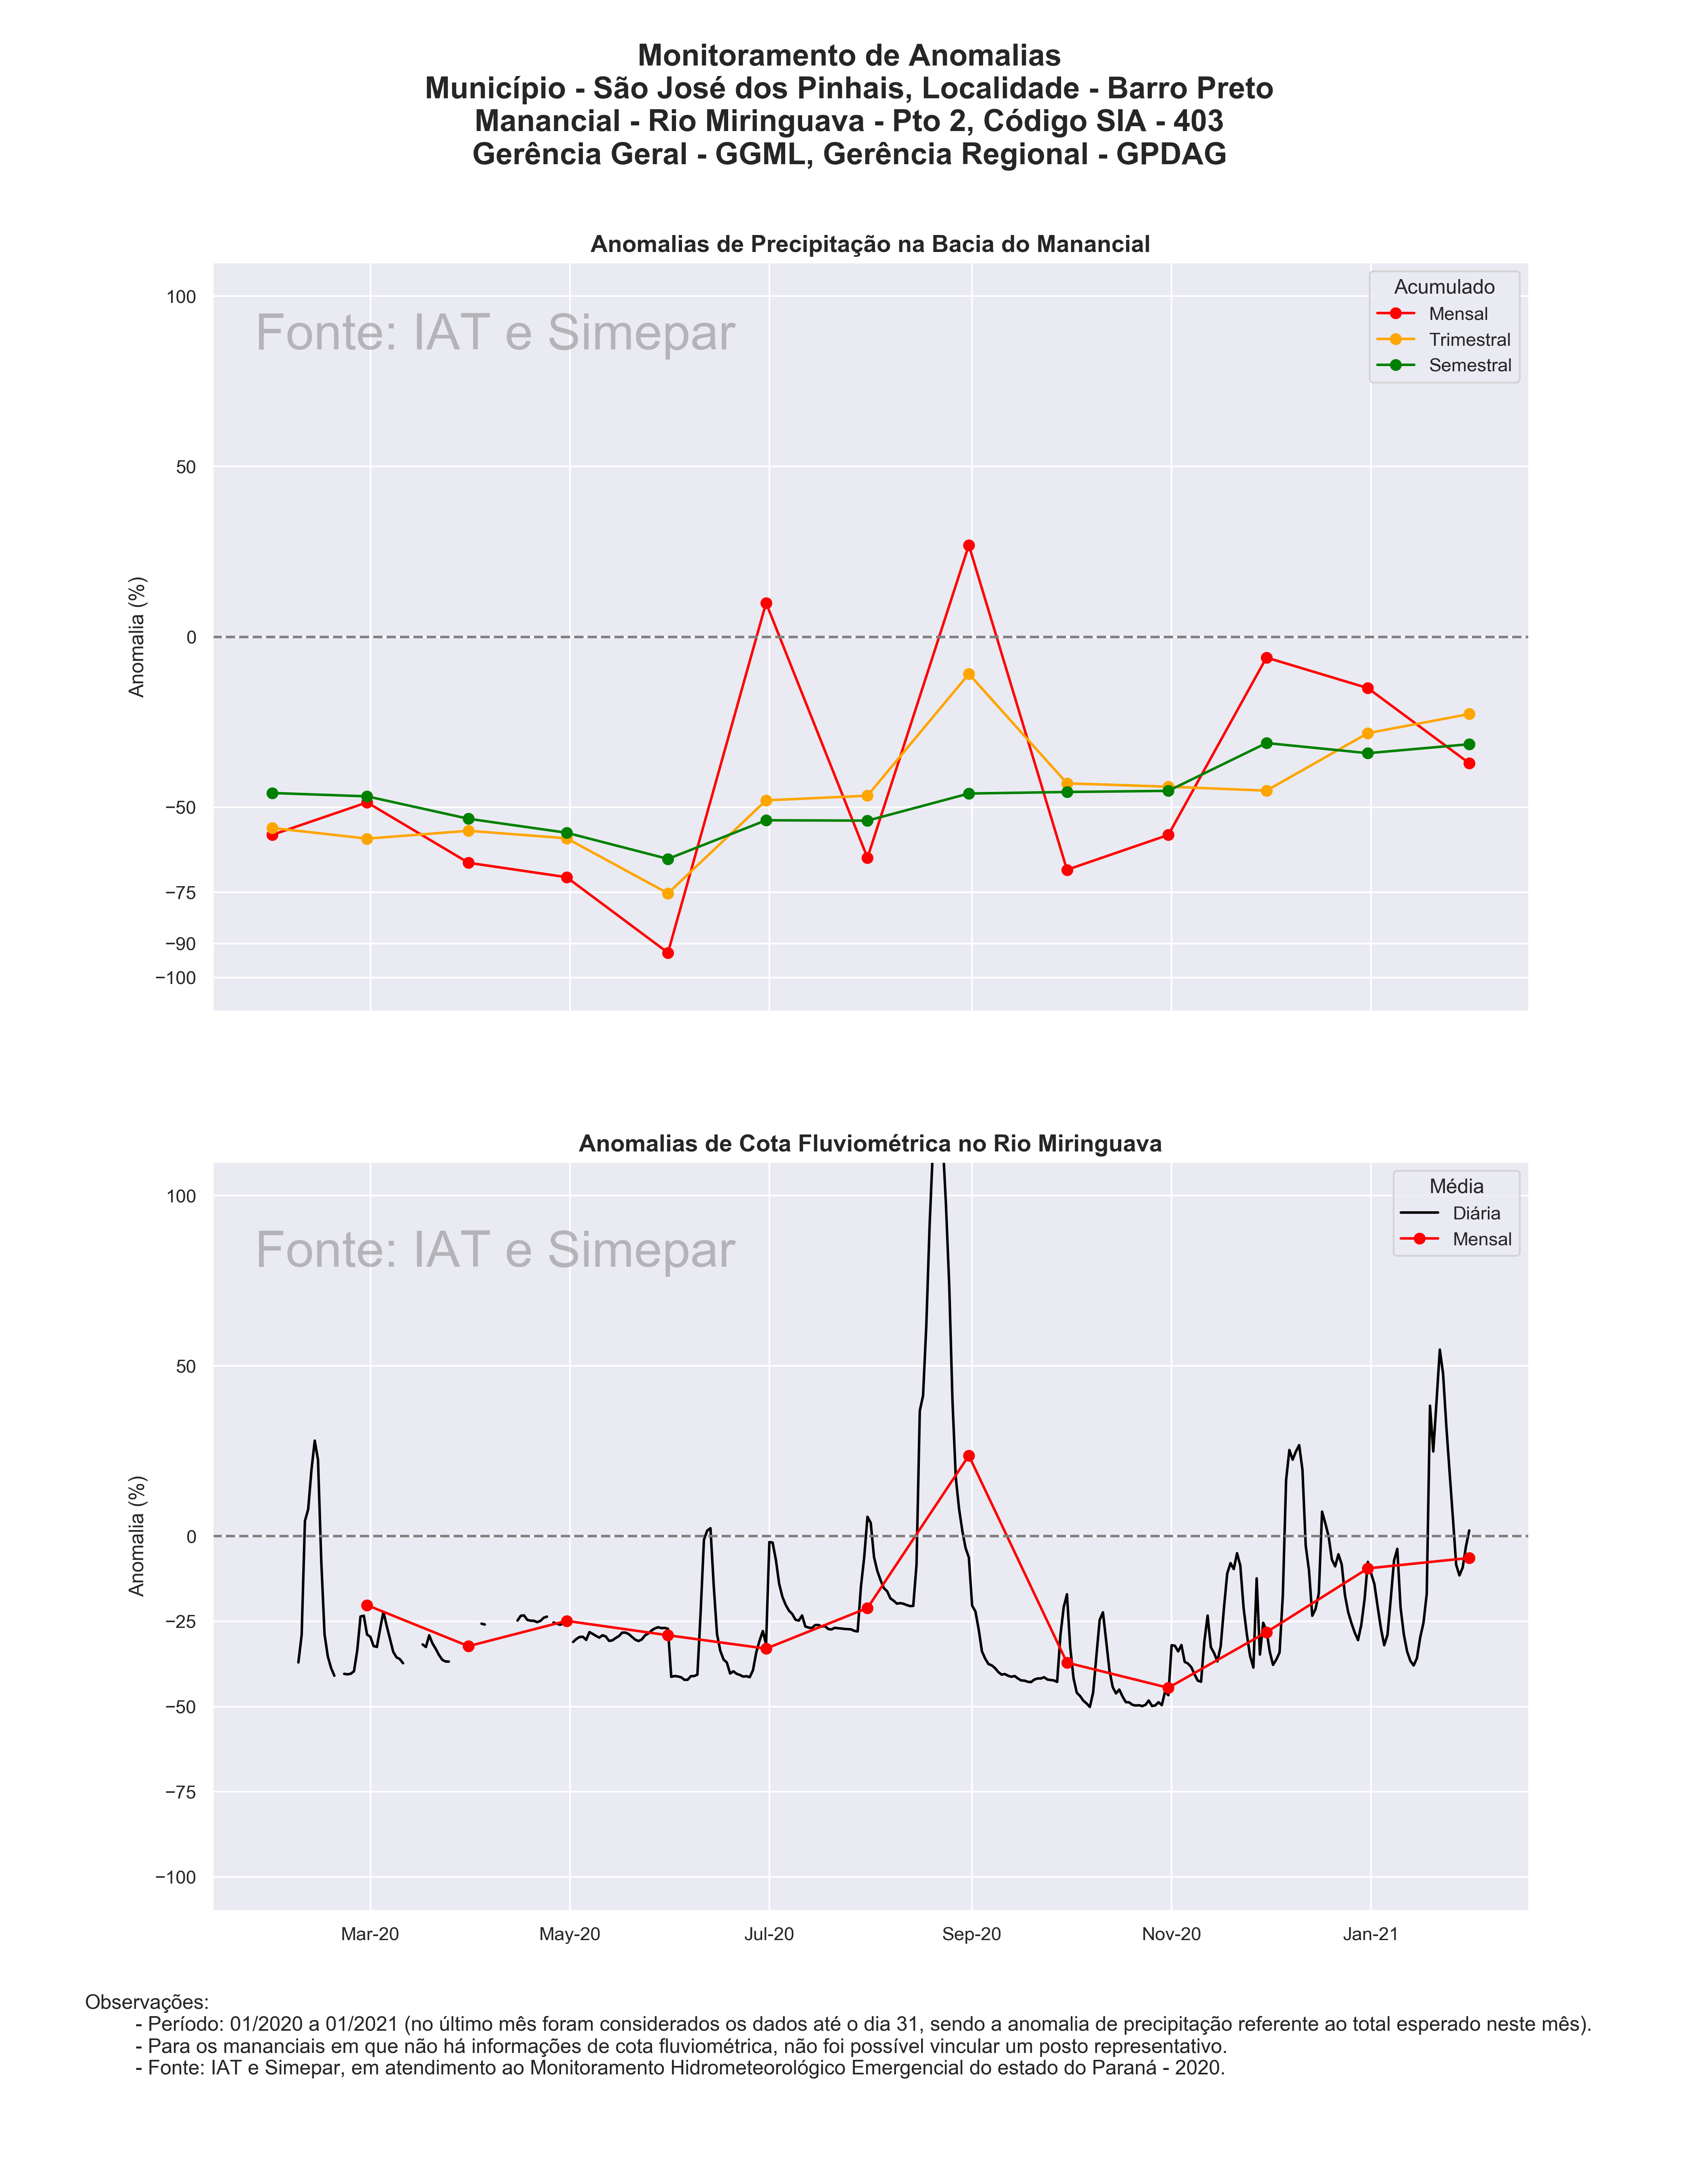 Monitoramento de Anomalias
Município - São José dos Pinhais, Localidade - Barro Preto
Manancial - Rio Miringuava - Pto 2, Código SIA - 403
Gerência Geral - GGML, Gerência Regional - GPDAG
Anomalias de Precipitação na Bacia do Manancial
Fonte: IAT e Simepar
Acumulado
Mensal
Trimestral
Semestral
Anomalia (%)
100
50
0
−50
−75
−90
−100
Anomalias de Cota Fluviométrica no Rio Miringuava
Fonte: IAT e Simepar
Média
Diária
Mensal
Anomalia (%)
100
50
0
−25
−50
−75
−100
Mar-20
May-20
Jul-20
Sep-20
Nov-20
Jan-21
Observações:
- Período: 01/2020 a 01/2021 (no último mês foram considerados os dados até o dia 31, sendo a anomalia de precipitação referente ao total esperado neste mês).
- Para os mananciais em que não há informações de cota fluviométrica, não foi possível vincular um posto representativo.
- Fonte: IAT e Simepar, em atendimento ao Monitoramento Hidrometeorológico Emergencial do estado do Paraná - 2020.